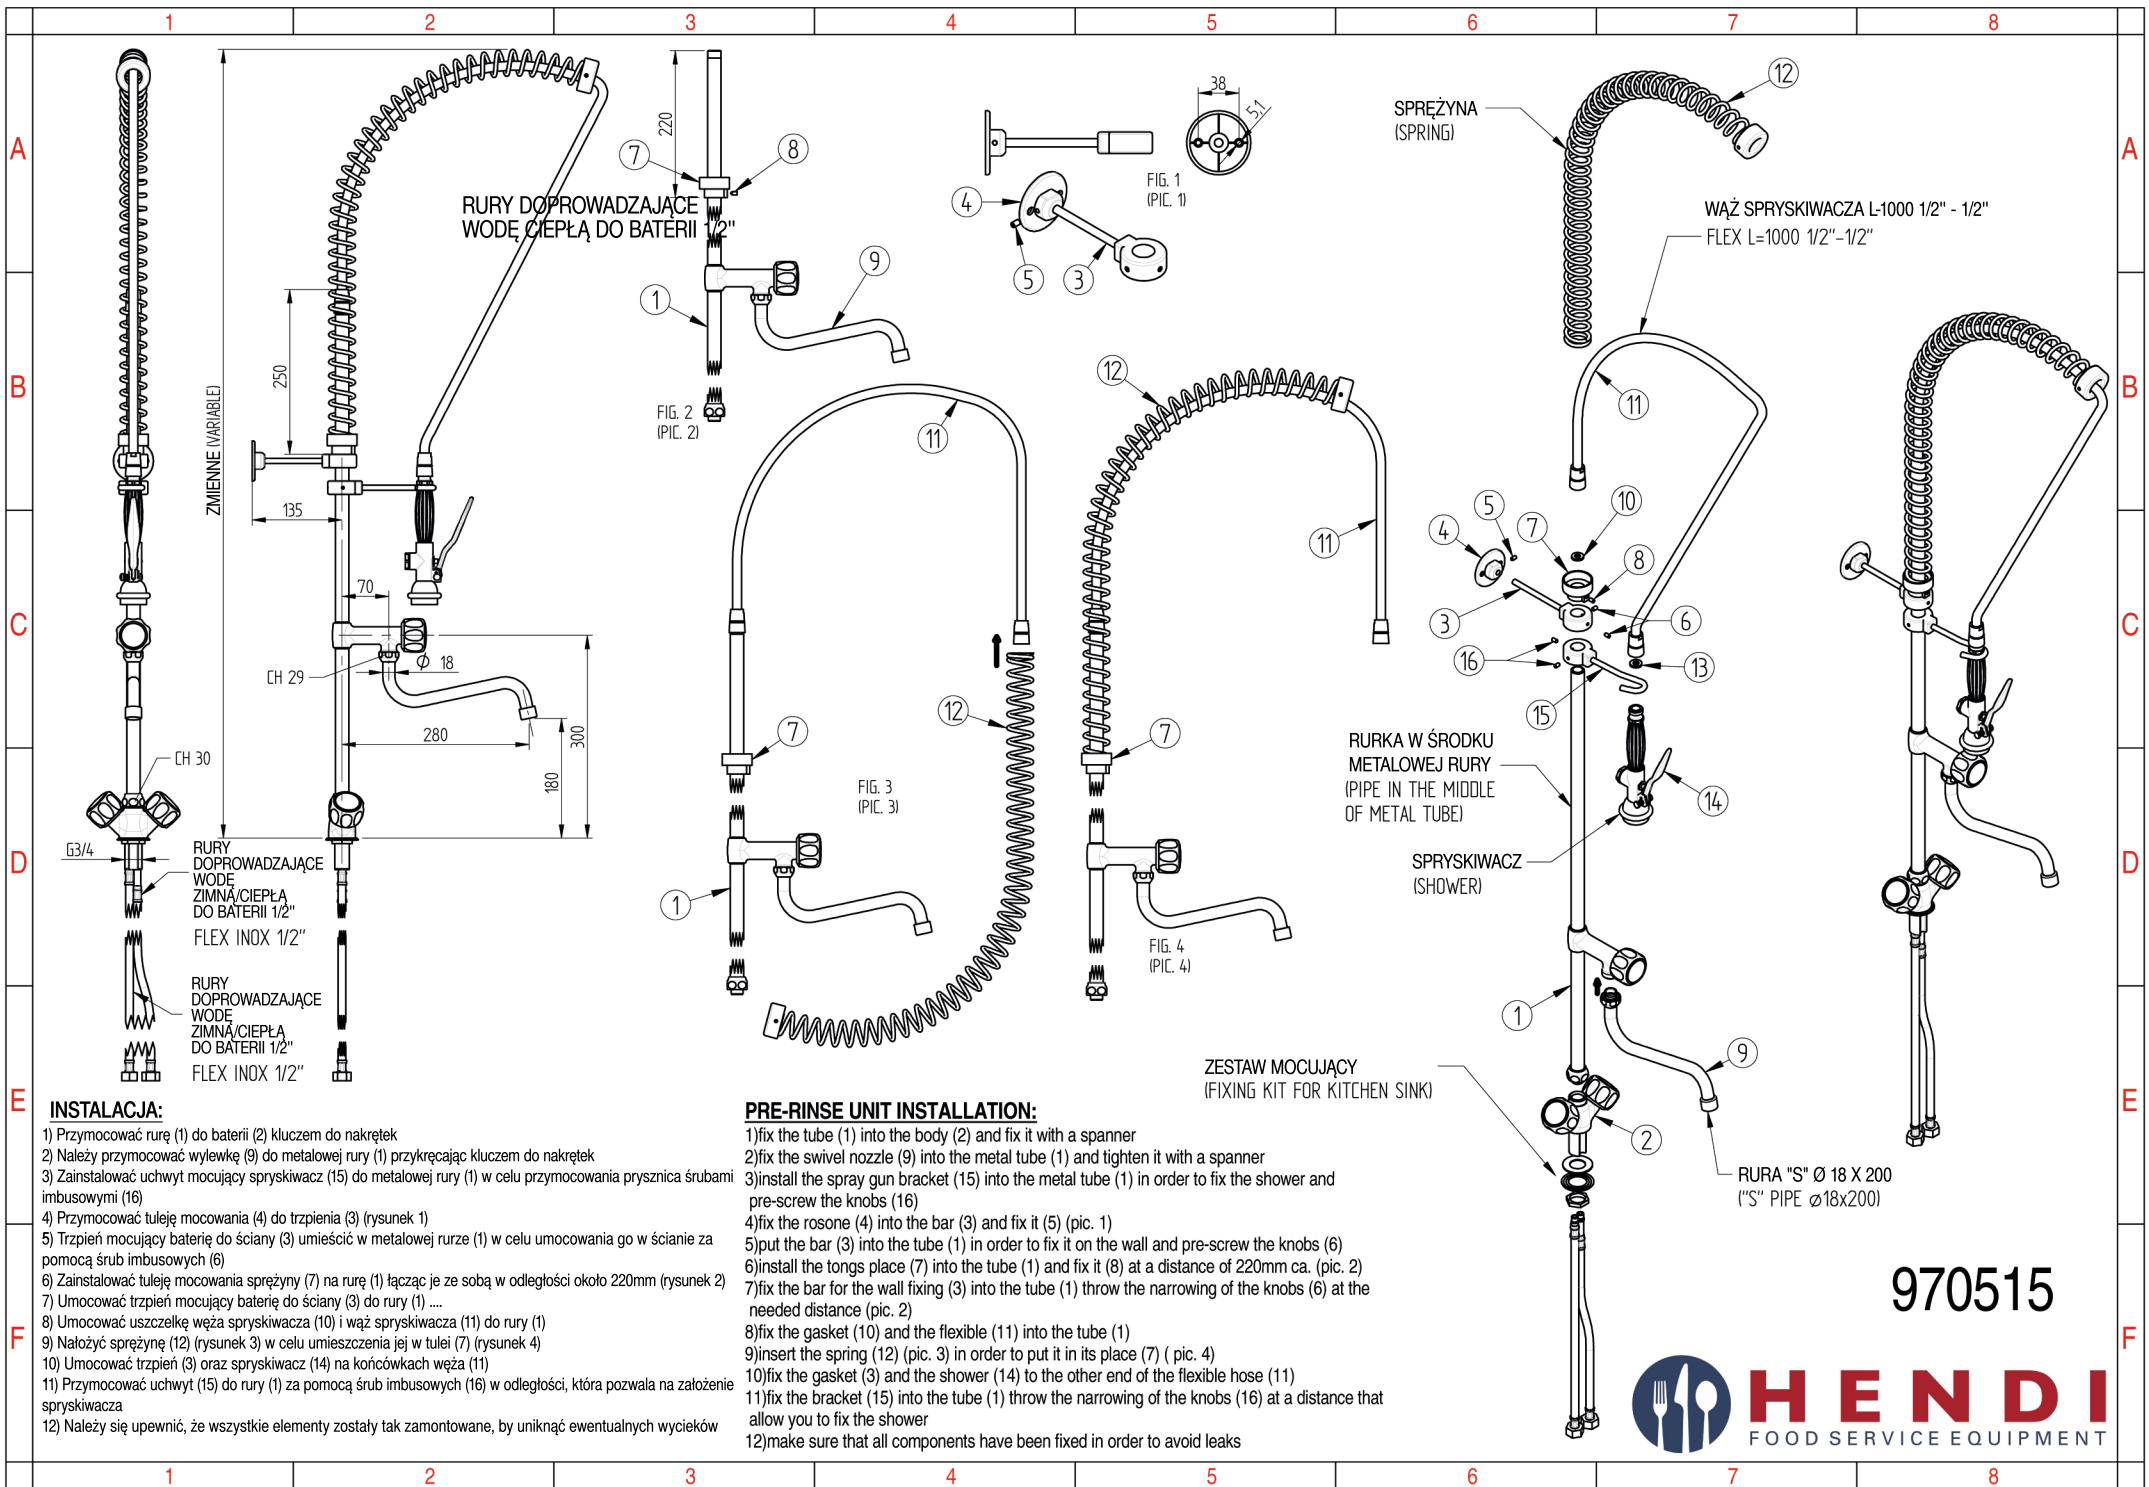 1 2 3 4 5 6 7 8
A
B
C
D
E
F
A
B
C
D
E
F
ZMIENNE (VARIABLE)
250
135
70
CH 29
Ø 18
280
300
180
CH 30
G3/4
RURY
DOPROWADZAJĄCE
WODĘ
ZIMNĄ/CIEPŁĄ
DO BATERII 1/2"
FLEX INOX 1/2"
RURY
DOPROWADZAJĄCE
WODĘ
ZIMNĄ/CIEPŁĄ
DO BATERII 1/2"
FLEX INOX 1/2"
220
7
8
RURY DOPROWADZAJĄCE
WODĘ CIEPŁĄ DO BATERII 1/2"
9
1
FIG. 2
(PIC. 2)
38
5,1
FIG. 1
(PIC. 1)
4
5
3
11
12
7
1
FIG. 3
(PIC. 3)
12
11
7
FIG. 4
(PIC. 4)
SPRĘŻYNA
(SPRING)
12
WĄŻ SPRYSKIWACZA L-1000 1/2" - 1/2"
FLEX L=1000 1/2"-1/2"
11
10
5
4
7
8
3
6
16
13
15
RURKA W ŚRODKU
METALOWEJ RURY
(PIPE IN THE MIDDLE
OF METAL TUBE)
14
SPRYSKIWACZ
(SHOWER)
1
9
ZESTAW MOCUJĄCY
(FIXING KIT FOR KITCHEN SINK)
2
RURA "S" Ø 18 X 200
("S" PIPE ø18x200)
INSTALACJA:
1) Przymocować rurę (1) do baterii (2) kluczem do nakrętek
2) Należy przymocować wylewkę (9) do metalowej rury (1) przykręcając kluczem do nakrętek
3) Zainstalować uchwyt mocujący spryskiwacz (15) do metalowej rury (1) w celu przymocowania prysznica śrubami
imbusowymi (16)
4) Przymocować tuleję mocowania (4) do trzpienia (3) (rysunek 1)
5) Trzpień mocujący baterię do ściany (3) umieścić w metalowej rurze (1) w celu umocowania go w ścianie za
pomocą śrub imbusowych (6)
6) Zainstalować tuleję mocowania sprężyny (7) na rurę (1) łącząc je ze sobą w odległości około 220mm (rysunek 2)
7) Umocować trzpień mocujący baterię do ściany (3) do rury (1) ....
8) Umocować uszczelkę węża spryskiwacza (10) i wąż spryskiwacza (11) do rury (1)
9) Nałożyć sprężynę (12) (rysunek 3) w celu umieszczenia jej w tulei (7) (rysunek 4)
10) Umocować trzpień (3) oraz spryskiwacz (14) na końcówkach węża (11)
11) Przymocować uchwyt (15) do rury (1) za pomocą śrub imbusowych (16) w odległości, która pozwala na założenie
spryskiwacza
12) Należy się upewnić, że wszystkie elementy zostały tak zamontowane, by uniknąć ewentualnych wycieków
PRE-RINSE UNIT INSTALLATION:
1)fix the tube (1) into the body (2) and fix it with a spanner
2)fix the swivel nozzle (9) into the metal tube (1) and tighten it with a spanner
3)install the spray gun bracket (15) into the metal tube (1) in order to fix the shower and
pre-screw the knobs (16)
4)fix the rosone (4) into the bar (3) and fix it (5) (pic. 1)
5)put the bar (3) into the tube (1) in order to fix it on the wall and pre-screw the knobs (6)
6)install the tongs place (7) into the tube (1) and fix it (8) at a distance of 220mm ca. (pic. 2)
7)fix the bar for the wall fixing (3) into the tube (1) throw the narrowing of the knobs (6) at the
needed distance (pic. 2)
8)fix the gasket (10) and the flexible (11) into the tube (1)
9)insert the spring (12) (pic. 3) in order to put it in its place (7) ( pic. 4)
10)fix the gasket (3) and the shower (14) to the other end of the flexible hose (11)
11)fix the bracket (15) into the tube (1) throw the narrowing of the knobs (16) at a distance that
allow you to fix the shower
12)make sure that all components have been fixed in order to avoid leaks
970515
HENDI
FOOD SERVICE EQUIPMENT
1 2 3 4 5 6 7 8